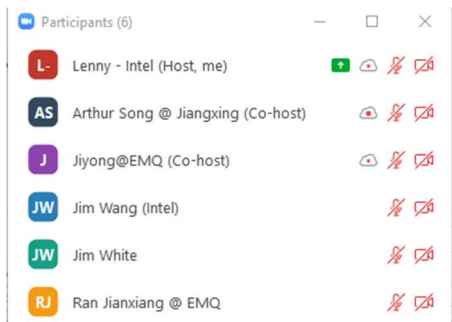 Participants (6)
L- Lenny - Intel (Host, me)
AS Arthur Song @ Jiangxing (Co-host)
J Jiyong@EMQ (Co-host)
JW Jim Wang (Intel)
JW Jim White
RJ Ran Jianxiang @ EMQ